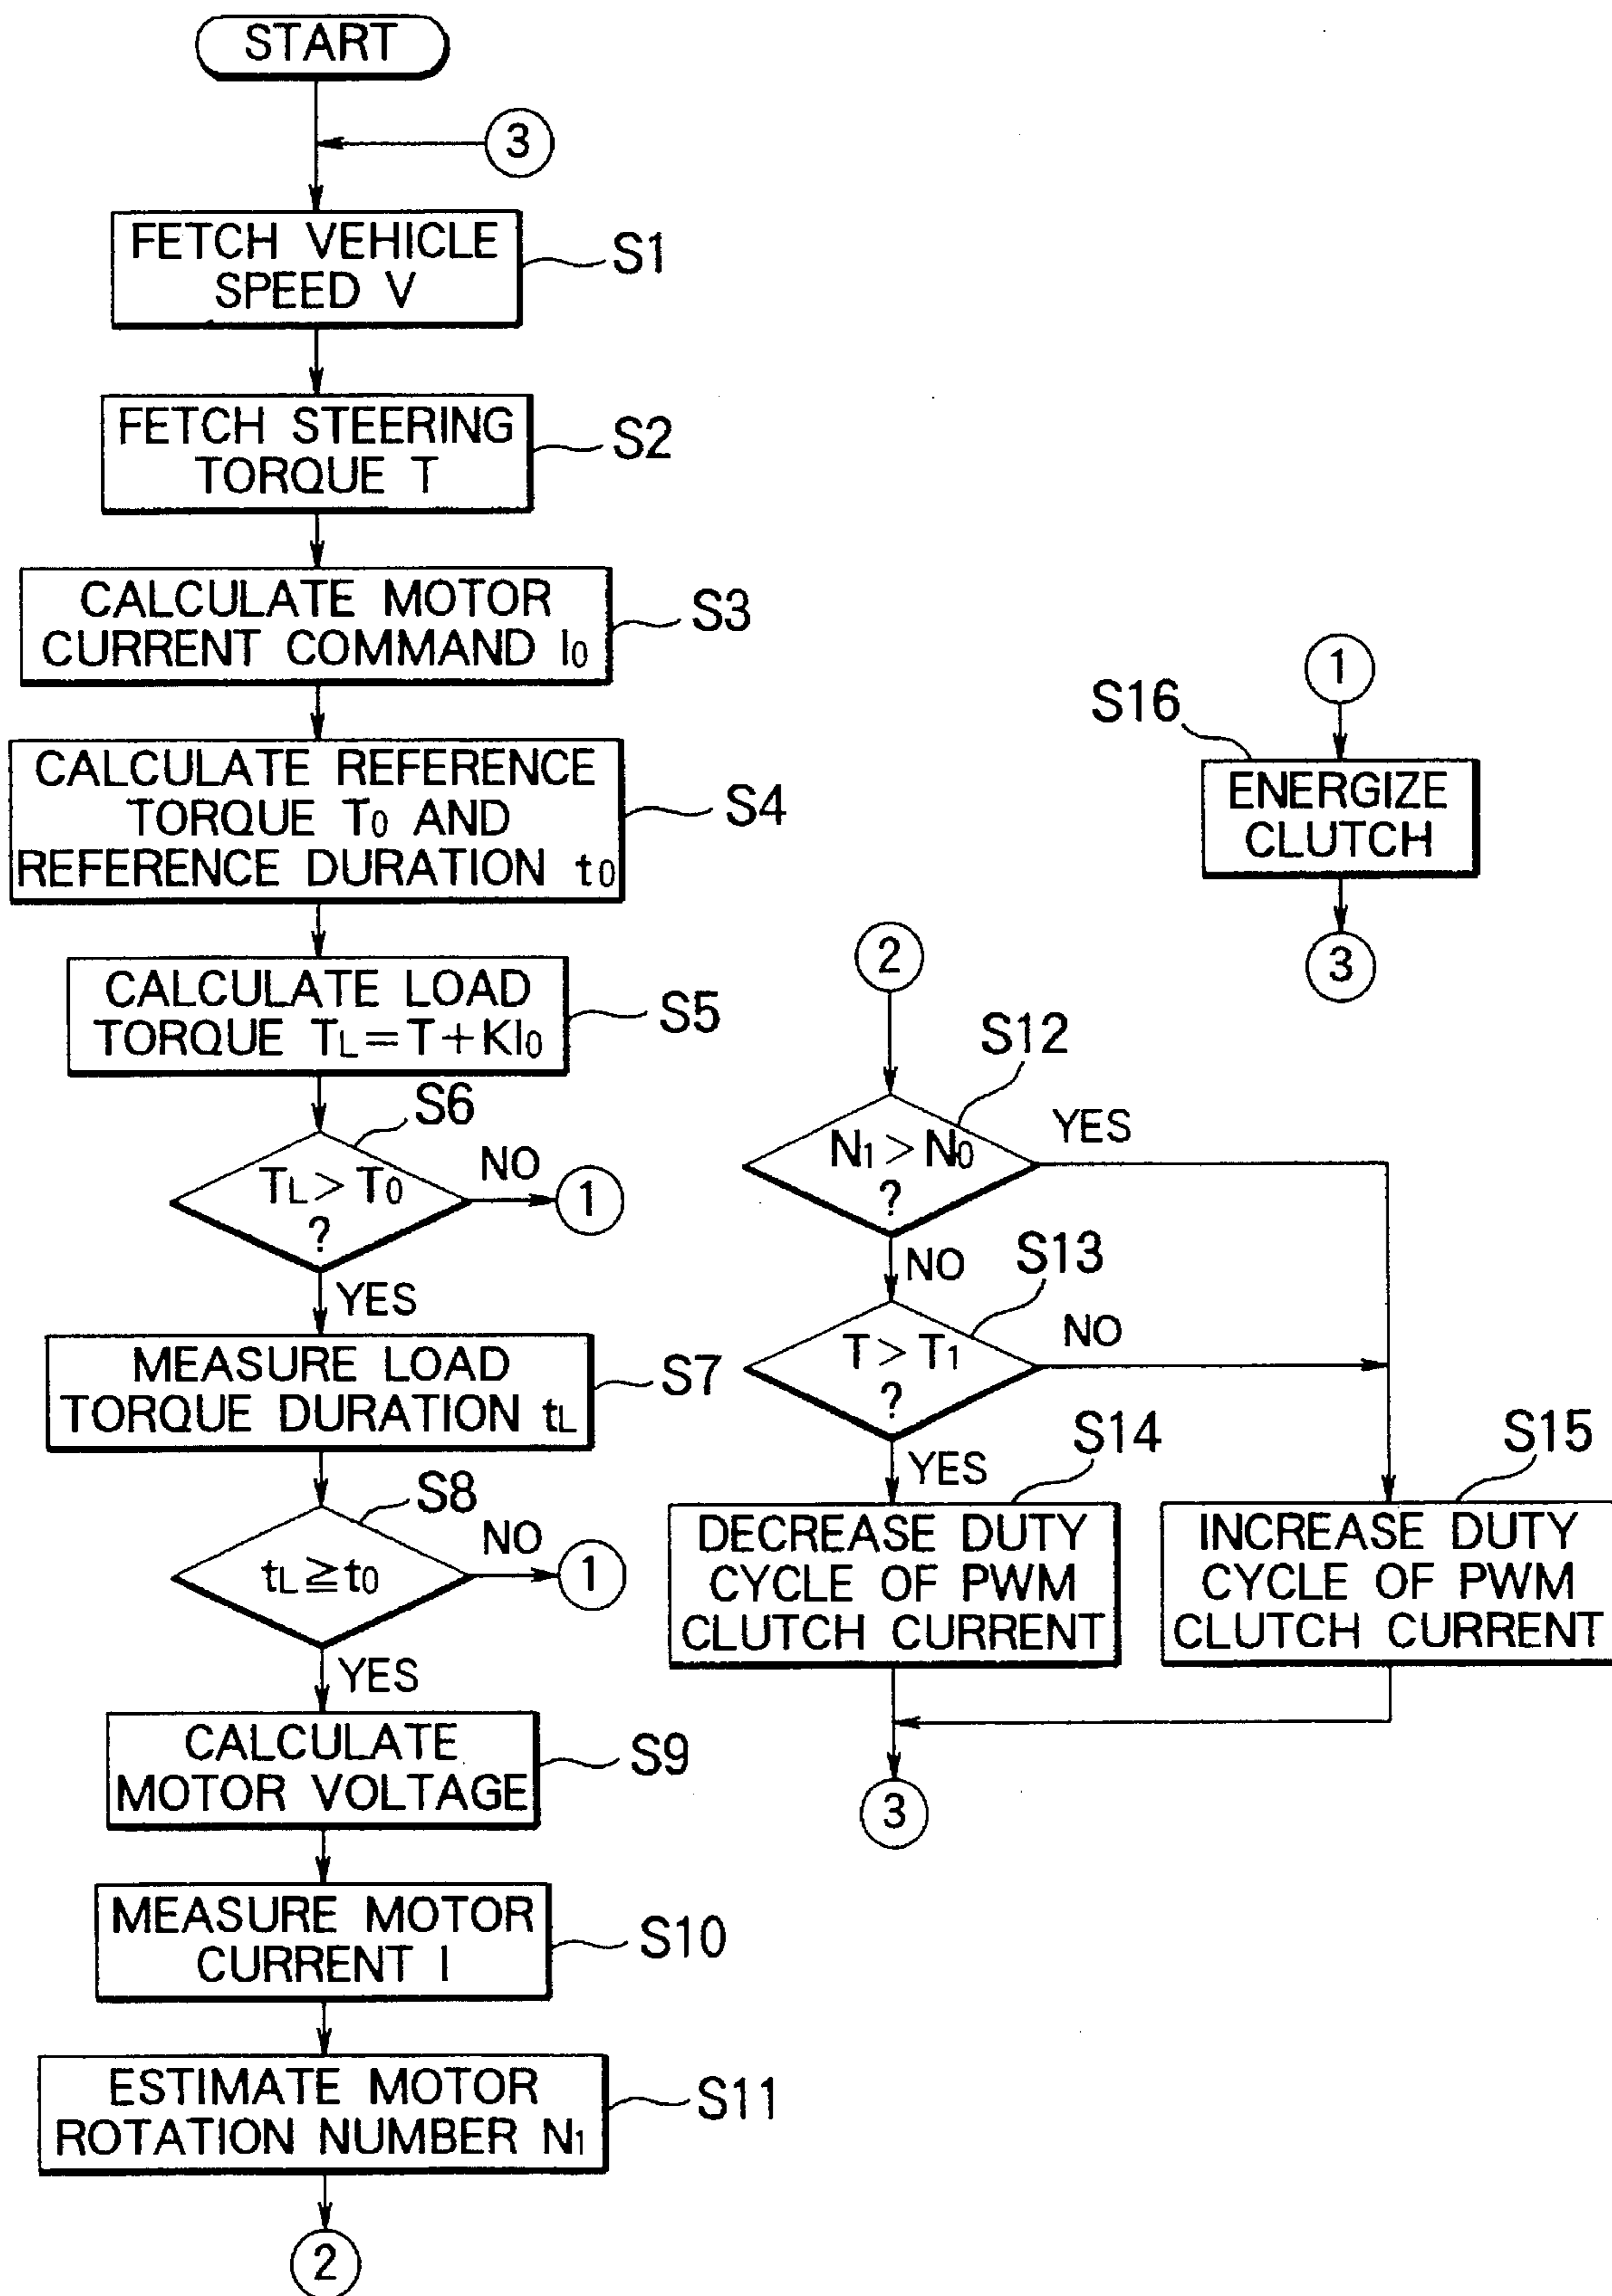 START
3
FETCH VEHICLE
SPEED V
S1
FETCH STEERING
TORQUE T
S2
CALCULATE MOTOR
CURRENT COMMAND I0
S3
CALCULATE REFERENCE
TORQUE T0 AND
REFERENCE DURATION t0
S4
CALCULATE LOAD
TORQUE TL=T+KI0
S5
S6
TL>T0
?
NO
1
YES
MEASURE LOAD
TORQUE DURATION tL
S7
S8
tL≧t0
NO
1
YES
CALCULATE
MOTOR VOLTAGE
S9
MEASURE MOTOR
CURRENT I
S10
ESTIMATE MOTOR
ROTATION NUMBER N1
S11
2
2
S12
N1>N0
?
YES
NO
S13
T>T1
?
NO
YES
S14
DECREASE DUTY
CYCLE OF PWM
CLUTCH CURRENT
S15
INCREASE DUTY
CYCLE OF PWM
CLUTCH CURRENT
3
1
S16
ENERGIZE
CLUTCH
3